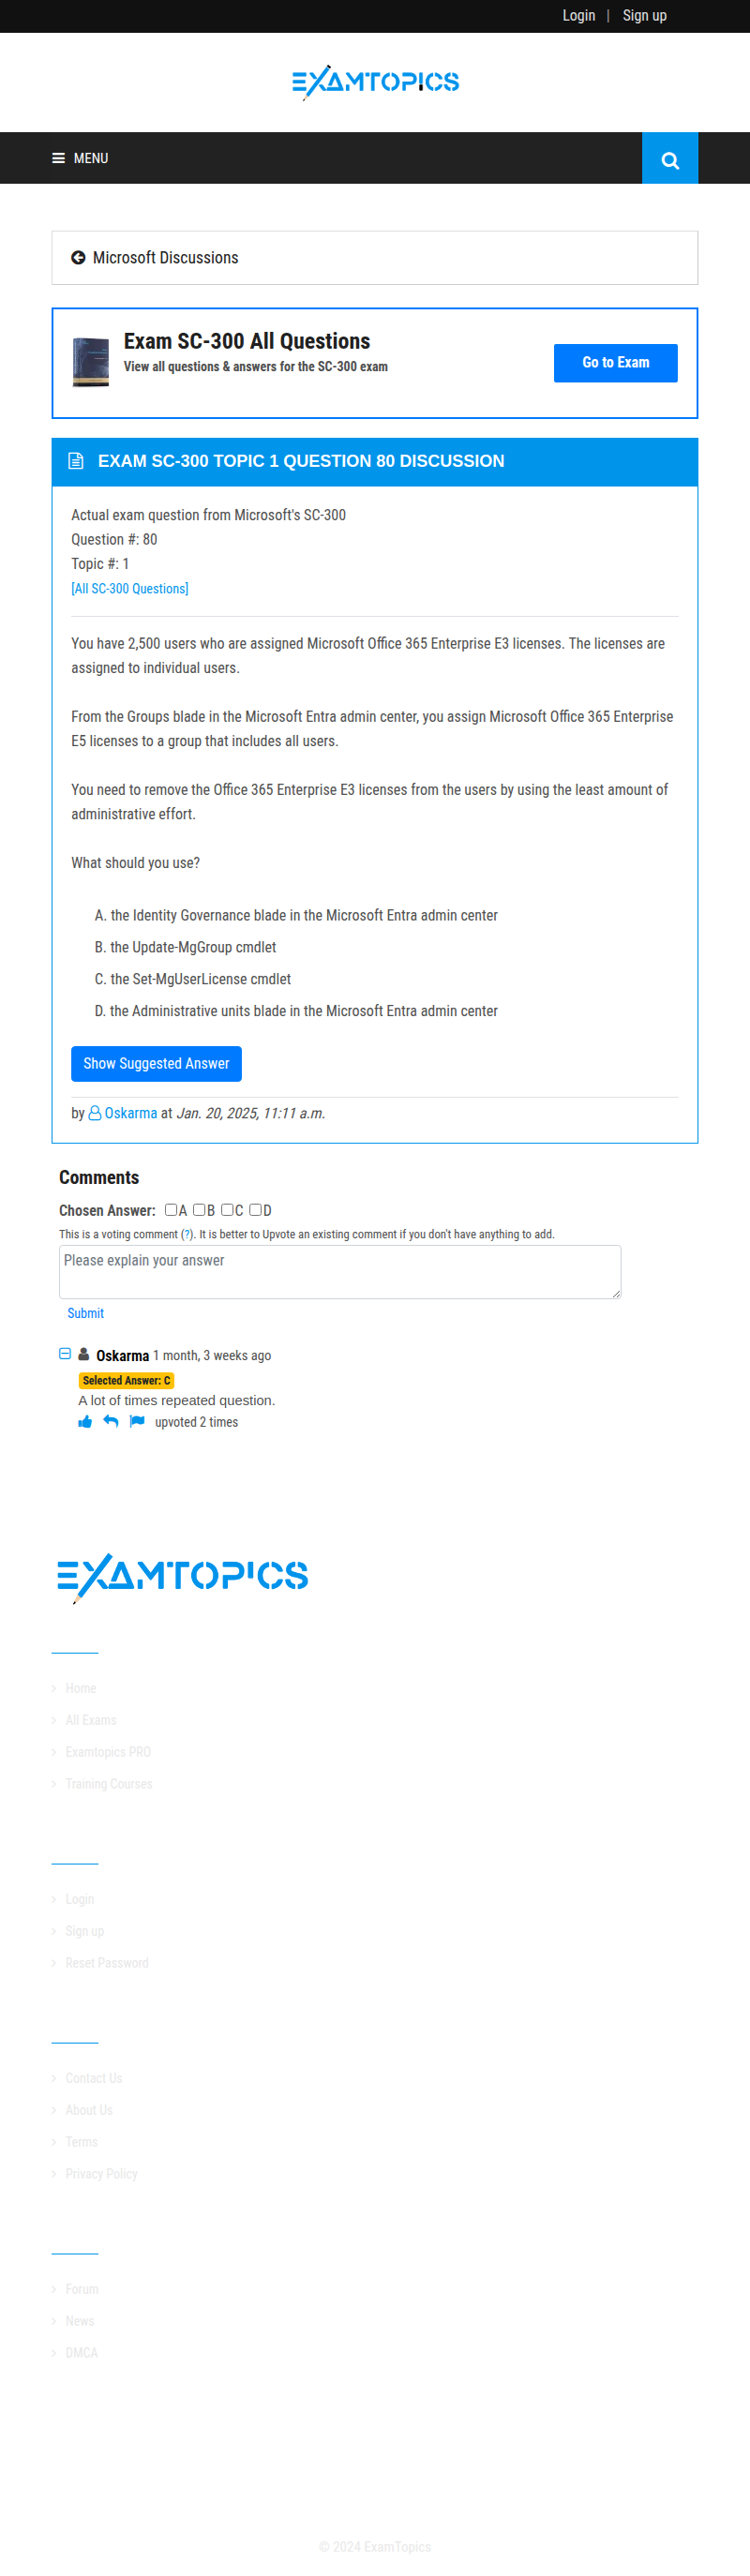 Login | Sign up
EXAMTOPICS
MENU
Microsoft Discussions
Exam SC-300 All Questions
View all questions & answers for the SC-300 exam
Go to Exam
EXAM SC-300 TOPIC 1 QUESTION 80 DISCUSSION
Actual exam question from Microsoft's SC-300
Question #: 80
Topic #: 1
[All SC-300 Questions]
You have 2,500 users who are assigned Microsoft Office 365 Enterprise E3 licenses. The licenses are
assigned to individual users.
From the Groups blade in the Microsoft Entra admin center, you assign Microsoft Office 365 Enterprise
E5 licenses to a group that includes all users.
You need to remove the Office 365 Enterprise E3 licenses from the users by using the least amount of
administrative effort.
What should you use?
A. the Identity Governance blade in the Microsoft Entra admin center
B. the Update-MgGroup cmdlet
C. the Set-MgUserLicense cmdlet
D. the Administrative units blade in the Microsoft Entra admin center
Show Suggested Answer
by Oskarma at Jan. 20, 2025, 11:11 a.m.
Comments
Chosen Answer: A B C D
This is a voting comment (?). It is better to Upvote an existing comment if you don't have anything to add.
Please explain your answer
Submit
Oskarma 1 month, 3 weeks ago
Selected Answer: C
A lot of times repeated question.
upvoted 2 times
EXAMTOPICS
Home
All Exams
Examtopics PRO
Training Courses
Login
Sign up
Reset Password
Contact Us
About Us
Terms
Privacy Policy
Forum
News
DMCA
© 2024 ExamTopics